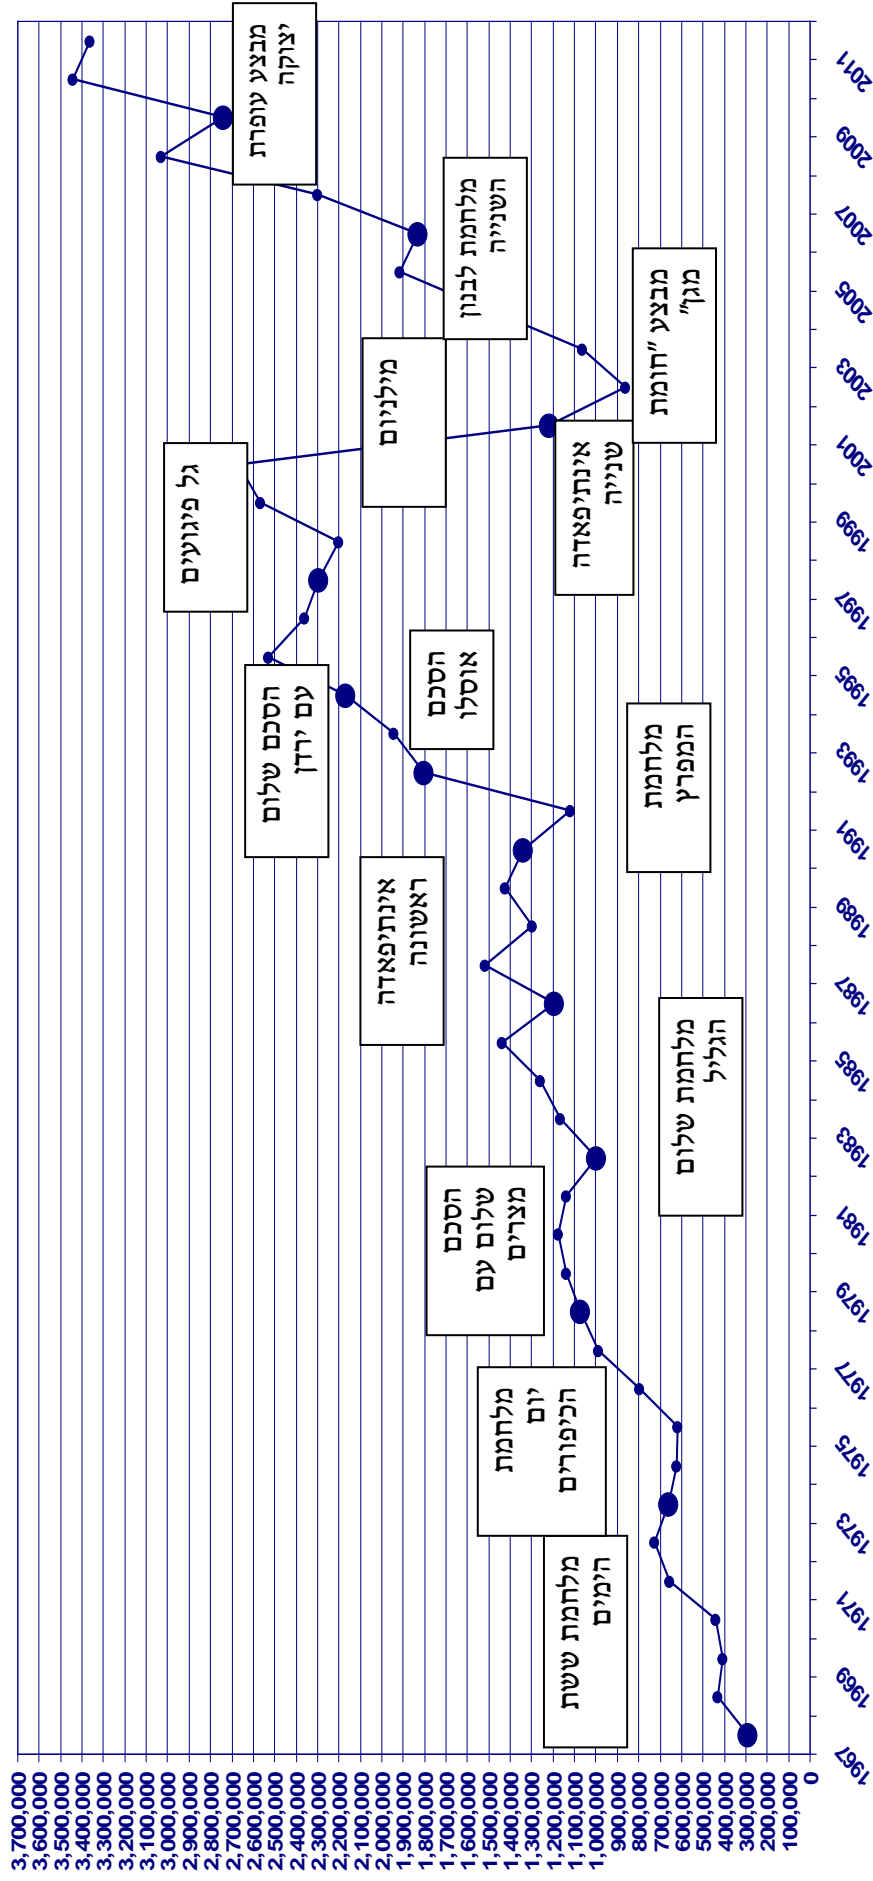 3,700,000
3,600,000
3,500,000
3,400,000
3,300,000
3,200,000
3,100,000
3,000,000
2,900,000
2,800,000
2,700,000
2,600,000
2,500,000
2,400,000
2,300,000
2,200,000
2,100,000
2,000,000
1,900,000
1,800,000
1,700,000
1,600,000
1,500,000
1,400,000
1,300,000
1,200,000
1,100,000
1,000,000
900,000
800,000
700,000
600,000
500,000
400,000
300,000
200,000
100,000
0
1967
1969
1971
1973
1975
1977
1979
1981
1983
1985
1987
1989
1991
1993
1995
1997
1999
2001
2003
2005
2007
2009
2011
מלחמת ששת
הימים
מלחמת
יום
הכיפורים
הסכם
שלום עם
מצרים
מלחמת שלום
הגליל
אינתיפאדה
ראשונה
מלחמת
המפרץ
הסכם שלום
עם ירדן
הסכם
אוסלו
גל פיגועים
אינתיפאדה
שנייה
מילניום
מבצע "חומת
מגן"
מלחמת לבנון
השנייה
מבצע עופרת
יצוקה